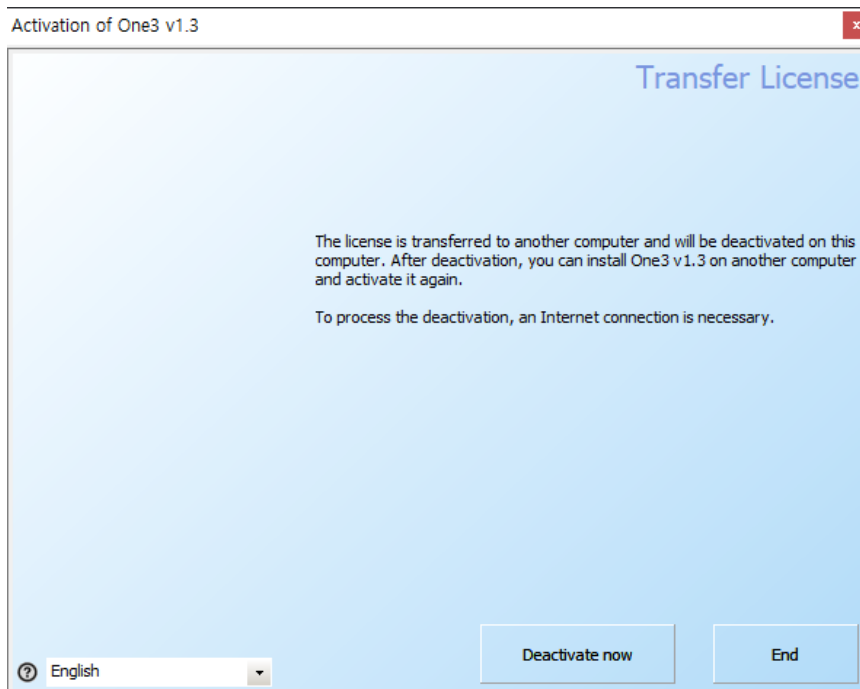 Activation of One3 v1.3
x
Transfer License
The license is transferred to another computer and will be deactivated on this
computer. After deactivation, you can install One3 v1.3 on another computer
and activate it again.
To process the deactivation, an Internet connection is necessary.
Deactivate now
End
? English